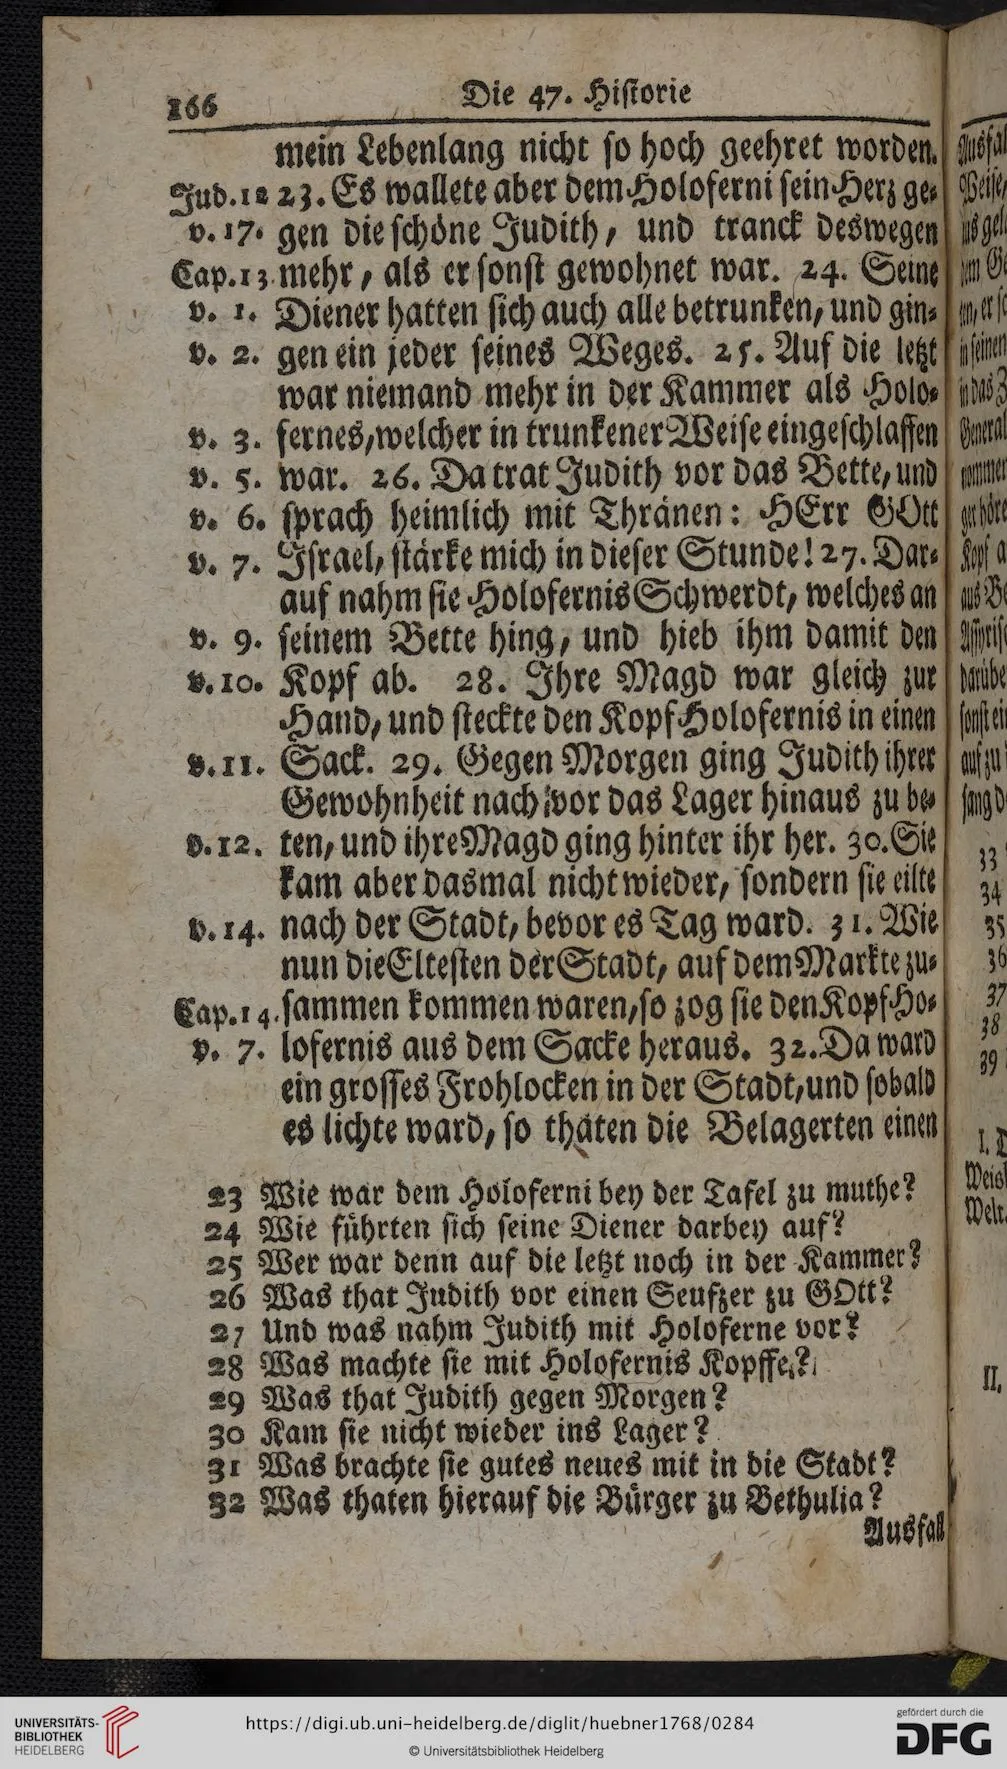 166
Die 47. Historie
mein Lebenlang nicht so hoch geehret worden.
Jud.12 23. Es wallete aber dem Holoferni sein Herz ge-
v. 17. gen die schöne Judith, und tranck deswegen
Cap.13 mehr, als er sonst gewohnet war. 24. Seine
v. 1. Diener hatten sich auch alle betrunken, und gin-
v. 2. gen ein jeder seines Weges. 25. Auf die letzt
war niemand mehr in der Kammer als Holo-
v. 3. fernes, welcher in trunkener Weise eingeschlaffen
v. 5. war. 26. Da trat Judith vor das Bette, und
v. 6. sprach heimlich mit Thränen: HErr GOtt
v. 7. Israel, stärke mich in dieser Stunde! 27. Dar-
auf nahm sie Holofernis Schwerdt, welches an
v. 9. seinem Bette hing, und hieb ihm damit den
v. 10. Kopf ab. 28. Ihre Magd war gleich zur
Hand, und steckte den Kopf Holofernis in einen
v. 11. Sack. 29. Gegen Morgen ging Judith ihrer
Gewohnheit nach vor das Lager hinaus zu be-
v. 12. ten, und ihre Magd ging hinter ihr her. 30. Sie
kam aber dasmal nicht wieder, sondern sie eilte
v. 14. nach der Stadt, bevor es Tag ward. 31. Wie
nun die Eltesten der Stadt, auf dem Markte zu-
Cap.14. sammen kommen waren, so zog sie den Kopf Ho-
v. 7. lofernis aus dem Sacke heraus. 32. Da ward
ein grosses Frohlocken in der Stadt, und sobald
es lichte ward, so thäten die Belagerten einen
23 Wie war dem Holoferni bey der Tafel zu muthe?
24 Wie führten sich seine Diener darbey auf?
25 Wer war denn auf die letzt noch in der Kammer?
26 Was that Judith vor einen Seufzer zu GOtt?
27 Und was nahm Judith mit Holoferne vor?
28 Was machte sie mit Holofernis Kopffe?
29 Was that Judith gegen Morgen?
30 Kam sie nicht wieder ins Lager?
31 Was brachte sie gutes neues mit in die Stadt?
32 Was thaten hierauf die Bürger zu Bethulia?
Ausfall
33
34
35
36
37
38
39
I.
II.
UNIVERSITÄTS-
BIBLIOTHEK
HEIDELBERG
https://digi.ub.uni-heidelberg.de/diglit/huebner1768/0284
© Universitätsbibliothek Heidelberg
gefördert durch die
DFG